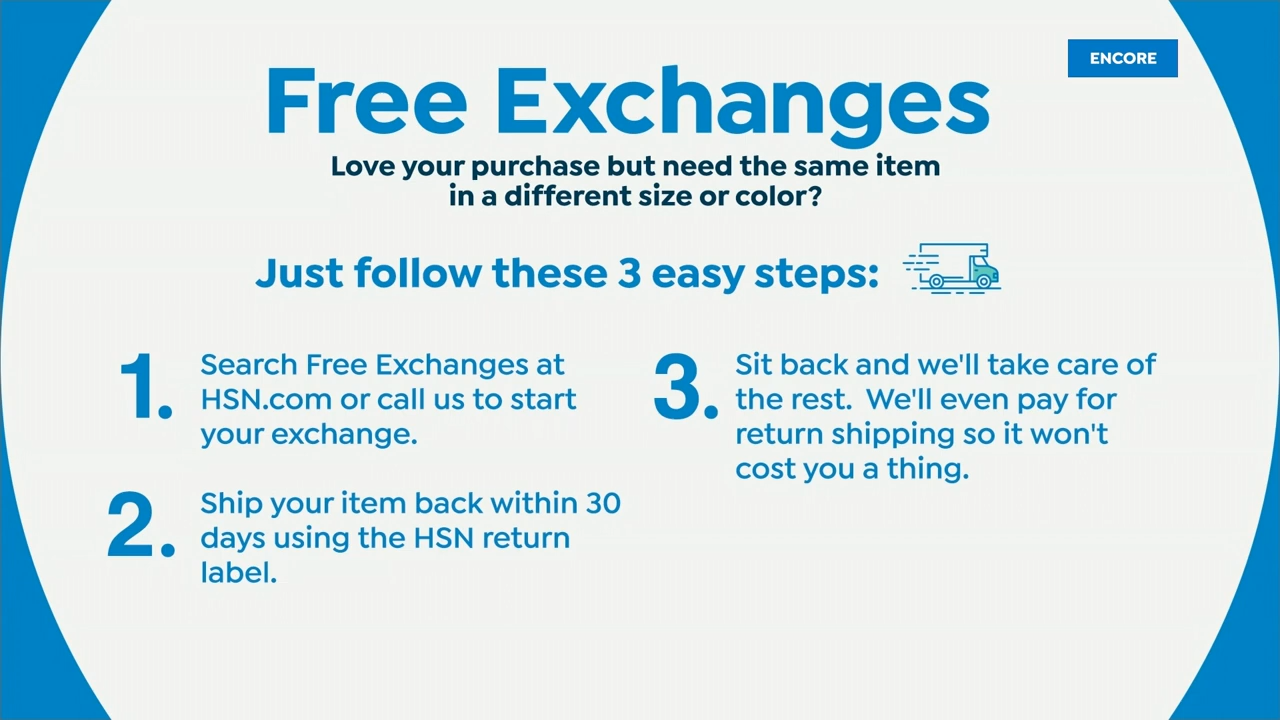 ENCORE
Free Exchanges
Love your purchase but need the same item
in a different size or color?
Just follow these 3 easy steps:
1. Search Free Exchanges at
HSN.com or call us to start
your exchange.
2. Ship your item back within 30
days using the HSN return
label.
3. Sit back and we'll take care of
the rest.  We'll even pay for
return shipping so it won't
cost you a thing.